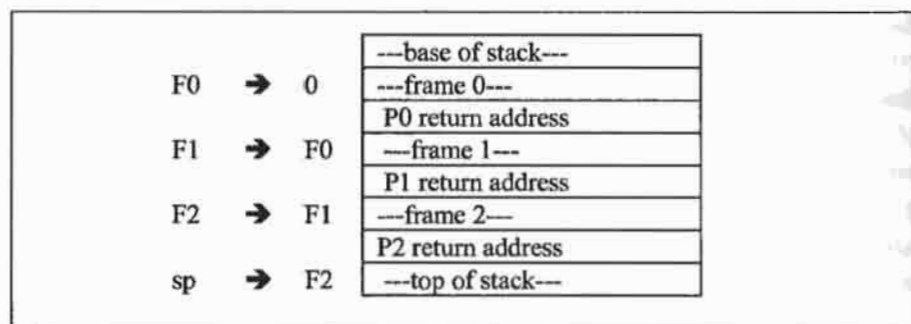 ---base of stack---
F0 ➔ 0 ---frame 0---
P0 return address
F1 ➔ F0 ---frame 1---
P1 return address
F2 ➔ F1 ---frame 2---
P2 return address
sp ➔ F2 ---top of stack---